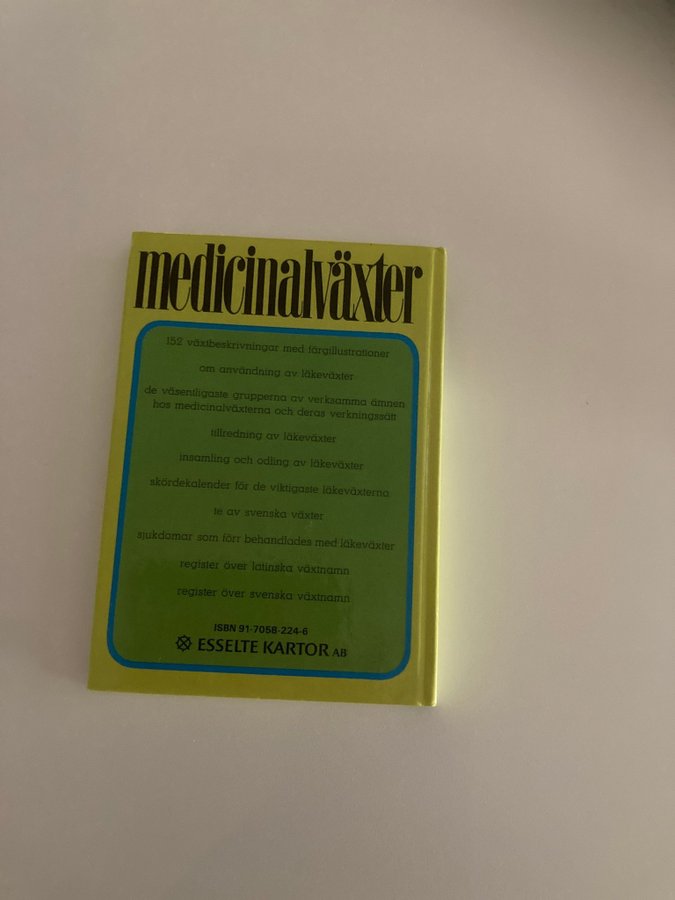 medicinalväxter
152 växtbeskrivningar med färgillustrationer
om användning av läkeväxter
de väsentligaste grupperna av verksamma ämnen
hos medicinalväxterna och deras verkningssätt
tillredning av läkeväxter
insamling och odling av läkeväxter
skördekalender för de viktigaste läkeväxterna
te av svenska växter
sjukdomar som förr behandlades med läkeväxter
register över latinska växtnamn
register över svenska växtnamn
ISBN 91-7058-224-6
ESSELTE KARTOR AB